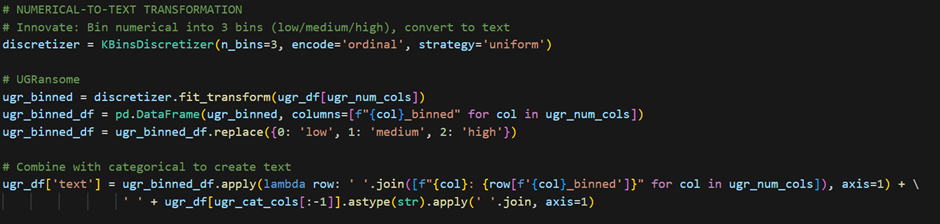 # NUMERICAL-TO-TEXT TRANSFORMATION
# Innovate: Bin numerical into 3 bins (low/medium/high), convert to text
discretizer = KBinsDiscretizer(n_bins=3, encode='ordinal', strategy='uniform')
# UGRansome
ugr_binned = discretizer.fit_transform(ugr_df[ugr_num_cols])
ugr_binned_df = pd.DataFrame(ugr_binned, columns=[f"{col}_binned" for col in ugr_num_cols])
ugr_binned_df = ugr_binned_df.replace({0: 'low', 1: 'medium', 2: 'high'})
# Combine with categorical to create text
ugr_df['text'] = ugr_binned_df.apply(lambda row: ' '.join([f"{col}: {row[f'{col}_binned']}" for col in ugr_num_cols]), axis=1) + \
' ' + ugr_df[ugr_cat_cols[:-1]].astype(str).apply(' '.join, axis=1)